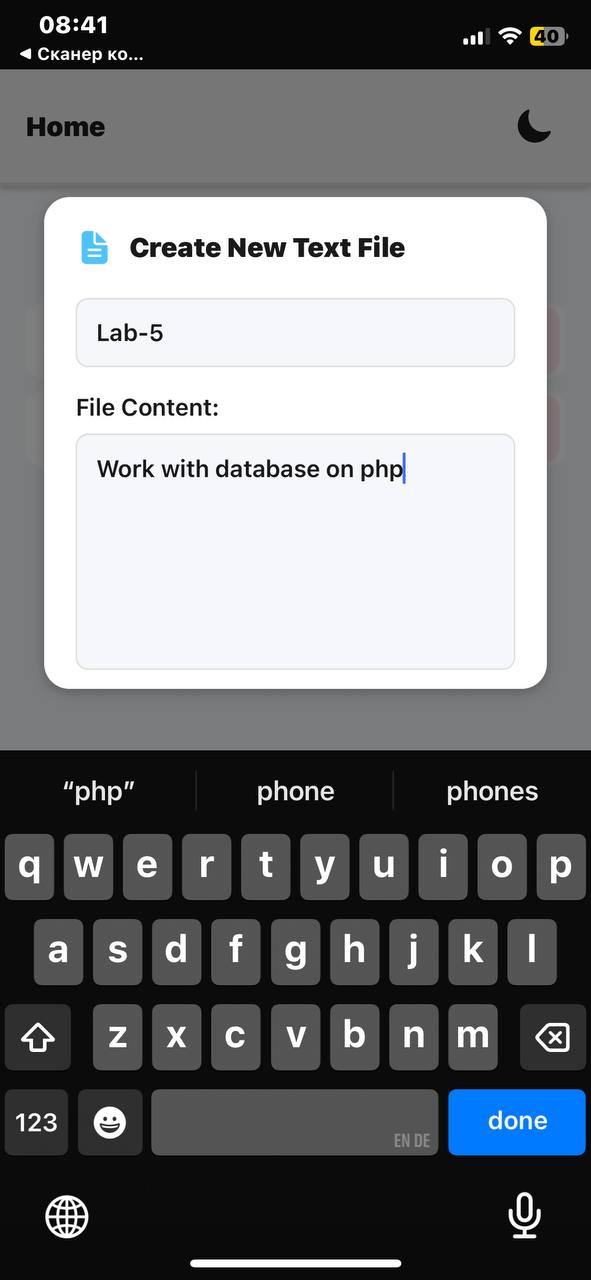 08:41
40
◀ Сканер ко...
Home
Create New Text File
Lab-5
File Content:
Work with database on php
“php” phone phones
q w e r t y u i o p
a s d f g h j k l
z x c v b n m
123 EN DE done